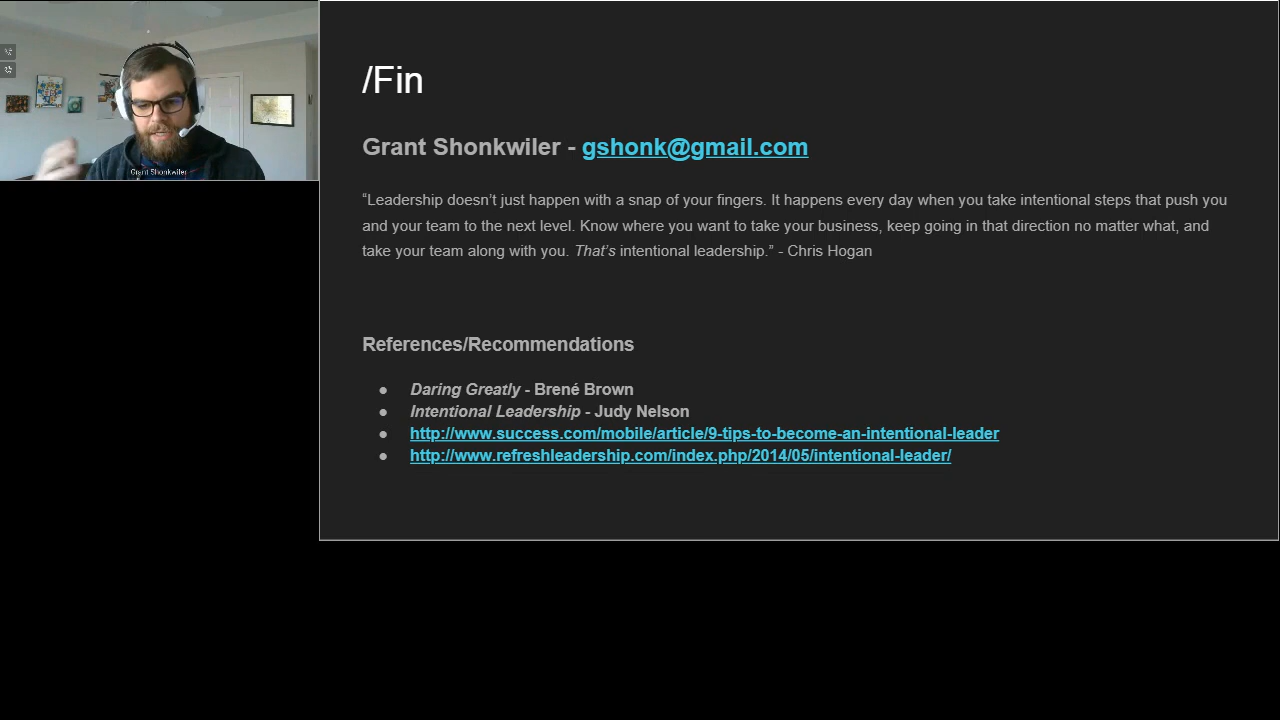 Grant Shonkwiler
/Fin
Grant Shonkwiler - gshonk@gmail.com
“Leadership doesn’t just happen with a snap of your fingers. It happens every day when you take intentional steps that push you
and your team to the next level. Know where you want to take your business, keep going in that direction no matter what, and
take your team along with you. That’s intentional leadership.” - Chris Hogan
References/Recommendations
● Daring Greatly - Brené Brown
● Intentional Leadership - Judy Nelson
● http://www.success.com/mobile/article/9-tips-to-become-an-intentional-leader
● http://www.refreshleadership.com/index.php/2014/05/intentional-leader/